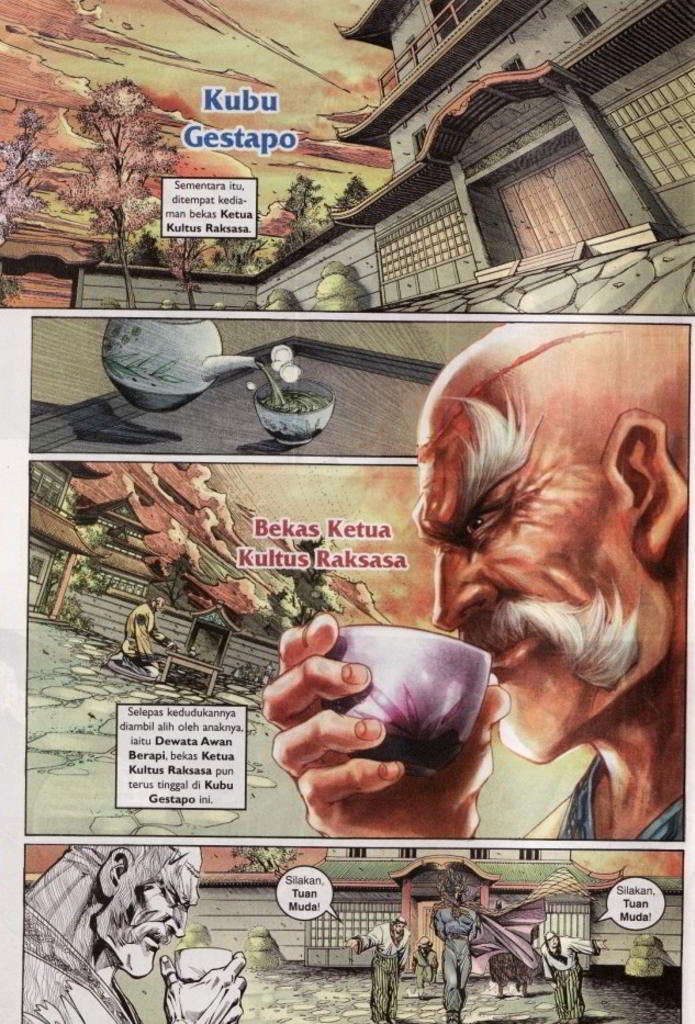 Kubu
Gestapo
Sementara itu,
ditempat kedia-
man bekas Ketua
Kultus Raksasa.
Bekas Ketua
Kultus Raksasa
Selepas kedudukannya
diambil alih oleh anaknya,
iaitu Dewata Awan
Berapi, bekas Ketua
Kultus Raksasa pun
terus tinggal di Kubu
Gestapo ini.
Silakan,
Tuan
Muda!
Silakan,
Tuan
Muda!